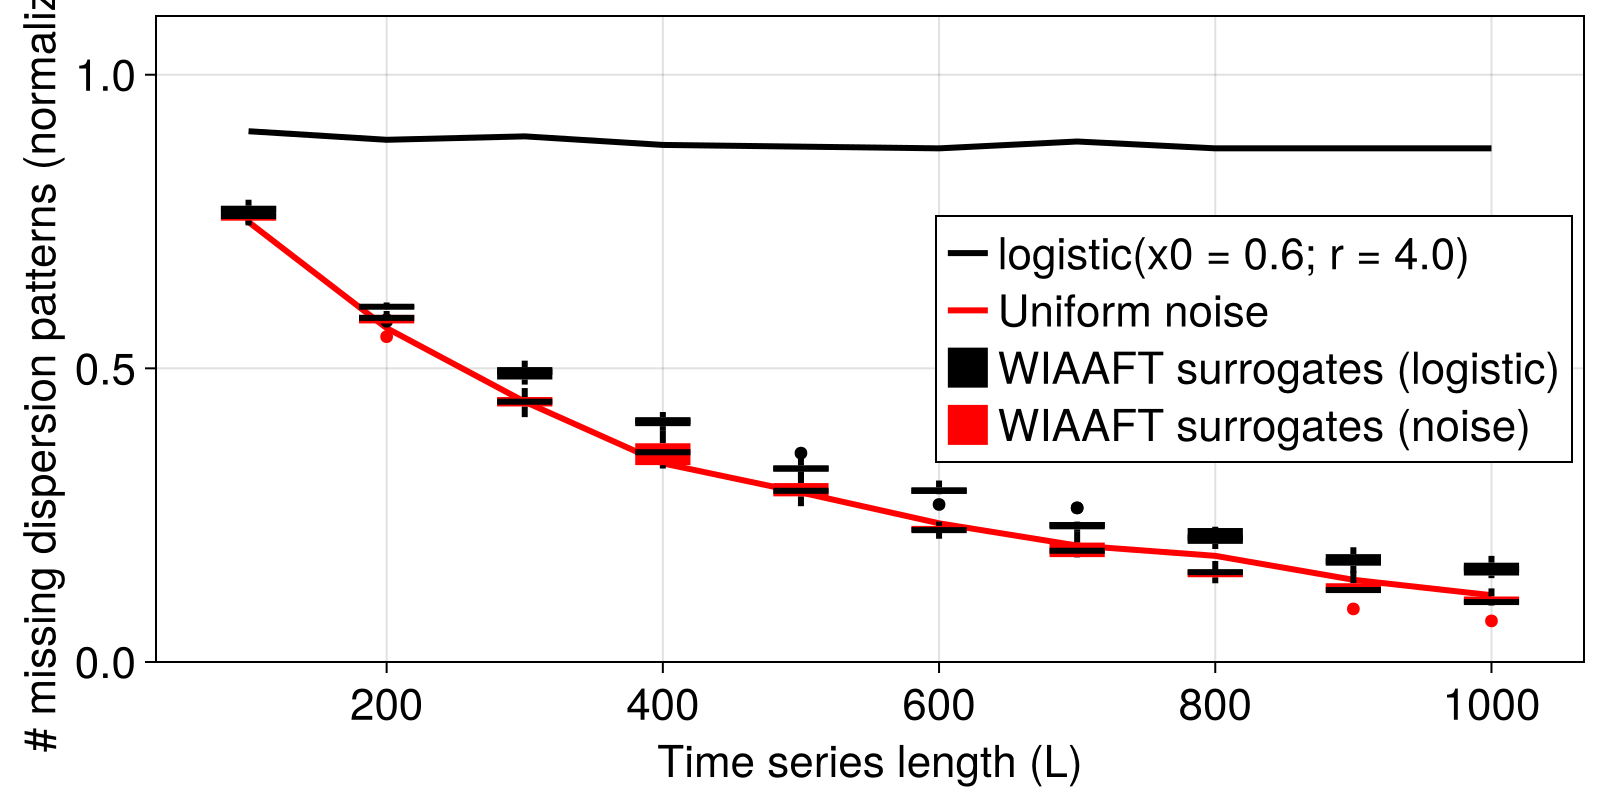 # missing dispersion patterns (normaliz
1.0
0.5
0.0
200
400
600
800
1000
Time series length (L)
logistic(x0 = 0.6; r = 4.0)
Uniform noise
WIAAFT surrogates (logistic)
WIAAFT surrogates (noise)